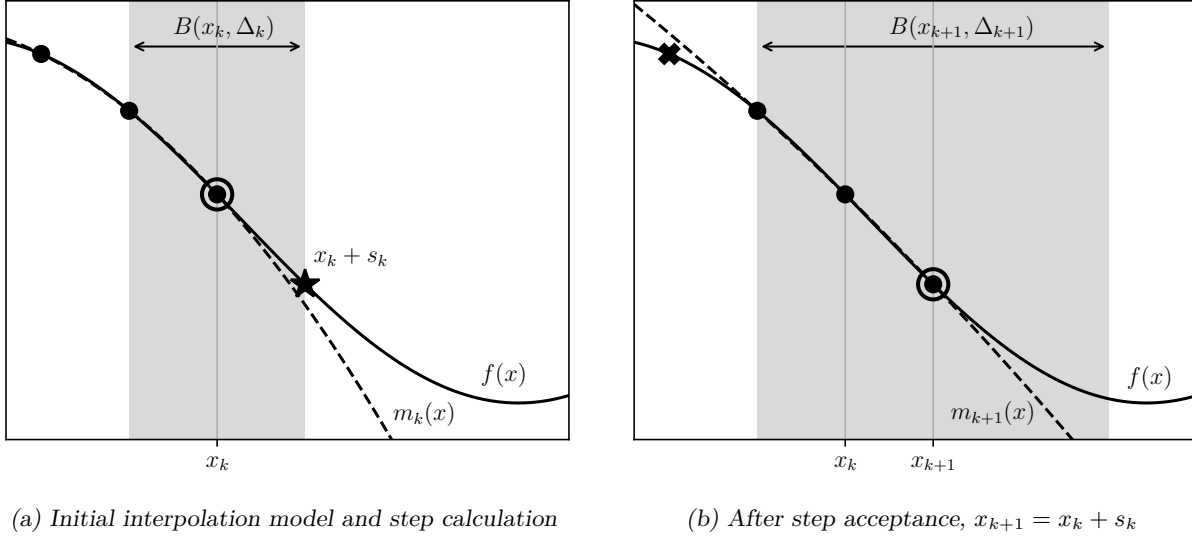 B(x_k, Δ_k)
x_k + s_k
f(x)
m_k(x)
x_k
(a) Initial interpolation model and step calculation
B(x_{k+1}, Δ_{k+1})
f(x)
m_{k+1}(x)
x_k
x_{k+1}
(b) After step acceptance, x_{k+1} = x_k + s_k